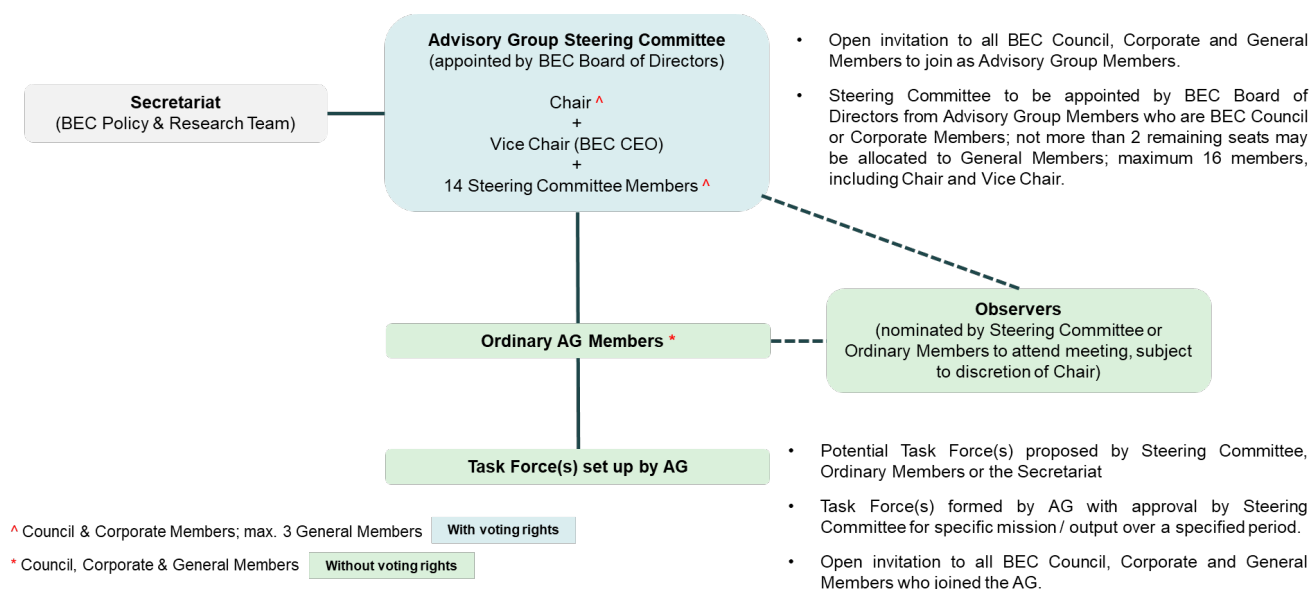 Advisory Group Steering Committee
(appointed by BEC Board of Directors)
Chair ^
+
Vice Chair (BEC CEO)
+
14 Steering Committee Members ^
Secretariat
(BEC Policy & Research Team)
• Open invitation to all BEC Council, Corporate and General
Members to join as Advisory Group Members.
• Steering Committee to be appointed by BEC Board of
Directors from Advisory Group Members who are BEC Council
or Corporate Members; not more than 2 remaining seats may
be allocated to General Members; maximum 16 members,
including Chair and Vice Chair.
Observers
(nominated by Steering Committee or
Ordinary Members to attend meeting, subject
to discretion of Chair)
Ordinary AG Members *
Task Force(s) set up by AG
• Potential Task Force(s) proposed by Steering Committee,
Ordinary Members or the Secretariat
• Task Force(s) formed by AG with approval by Steering
Committee for specific mission / output over a specified period.
• Open invitation to all BEC Council, Corporate and General
Members who joined the AG.
^ Council & Corporate Members; max. 3 General Members With voting rights
* Council, Corporate & General Members Without voting rights